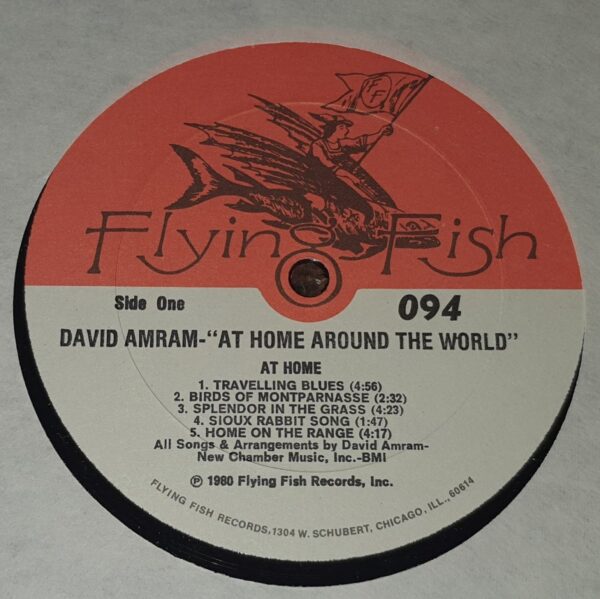 FF
Flying Fish
Side One
094
DAVID AMRAM-“AT HOME AROUND THE WORLD”
AT HOME
1. TRAVELLING BLUES (4:56)
2. BIRDS OF MONTPARNASSE (2:32)
3. SPLENDOR IN THE GRASS (4:23)
4. SIOUX RABBIT SONG (1:47)
5. HOME ON THE RANGE (4:17)
All Songs & Arrangements by David Amram-
New Chamber Music, Inc.-BMI
℗ 1980 Flying Fish Records, Inc.
FLYING FISH RECORDS,1304 W. SCHUBERT, CHICAGO, ILL., 60614